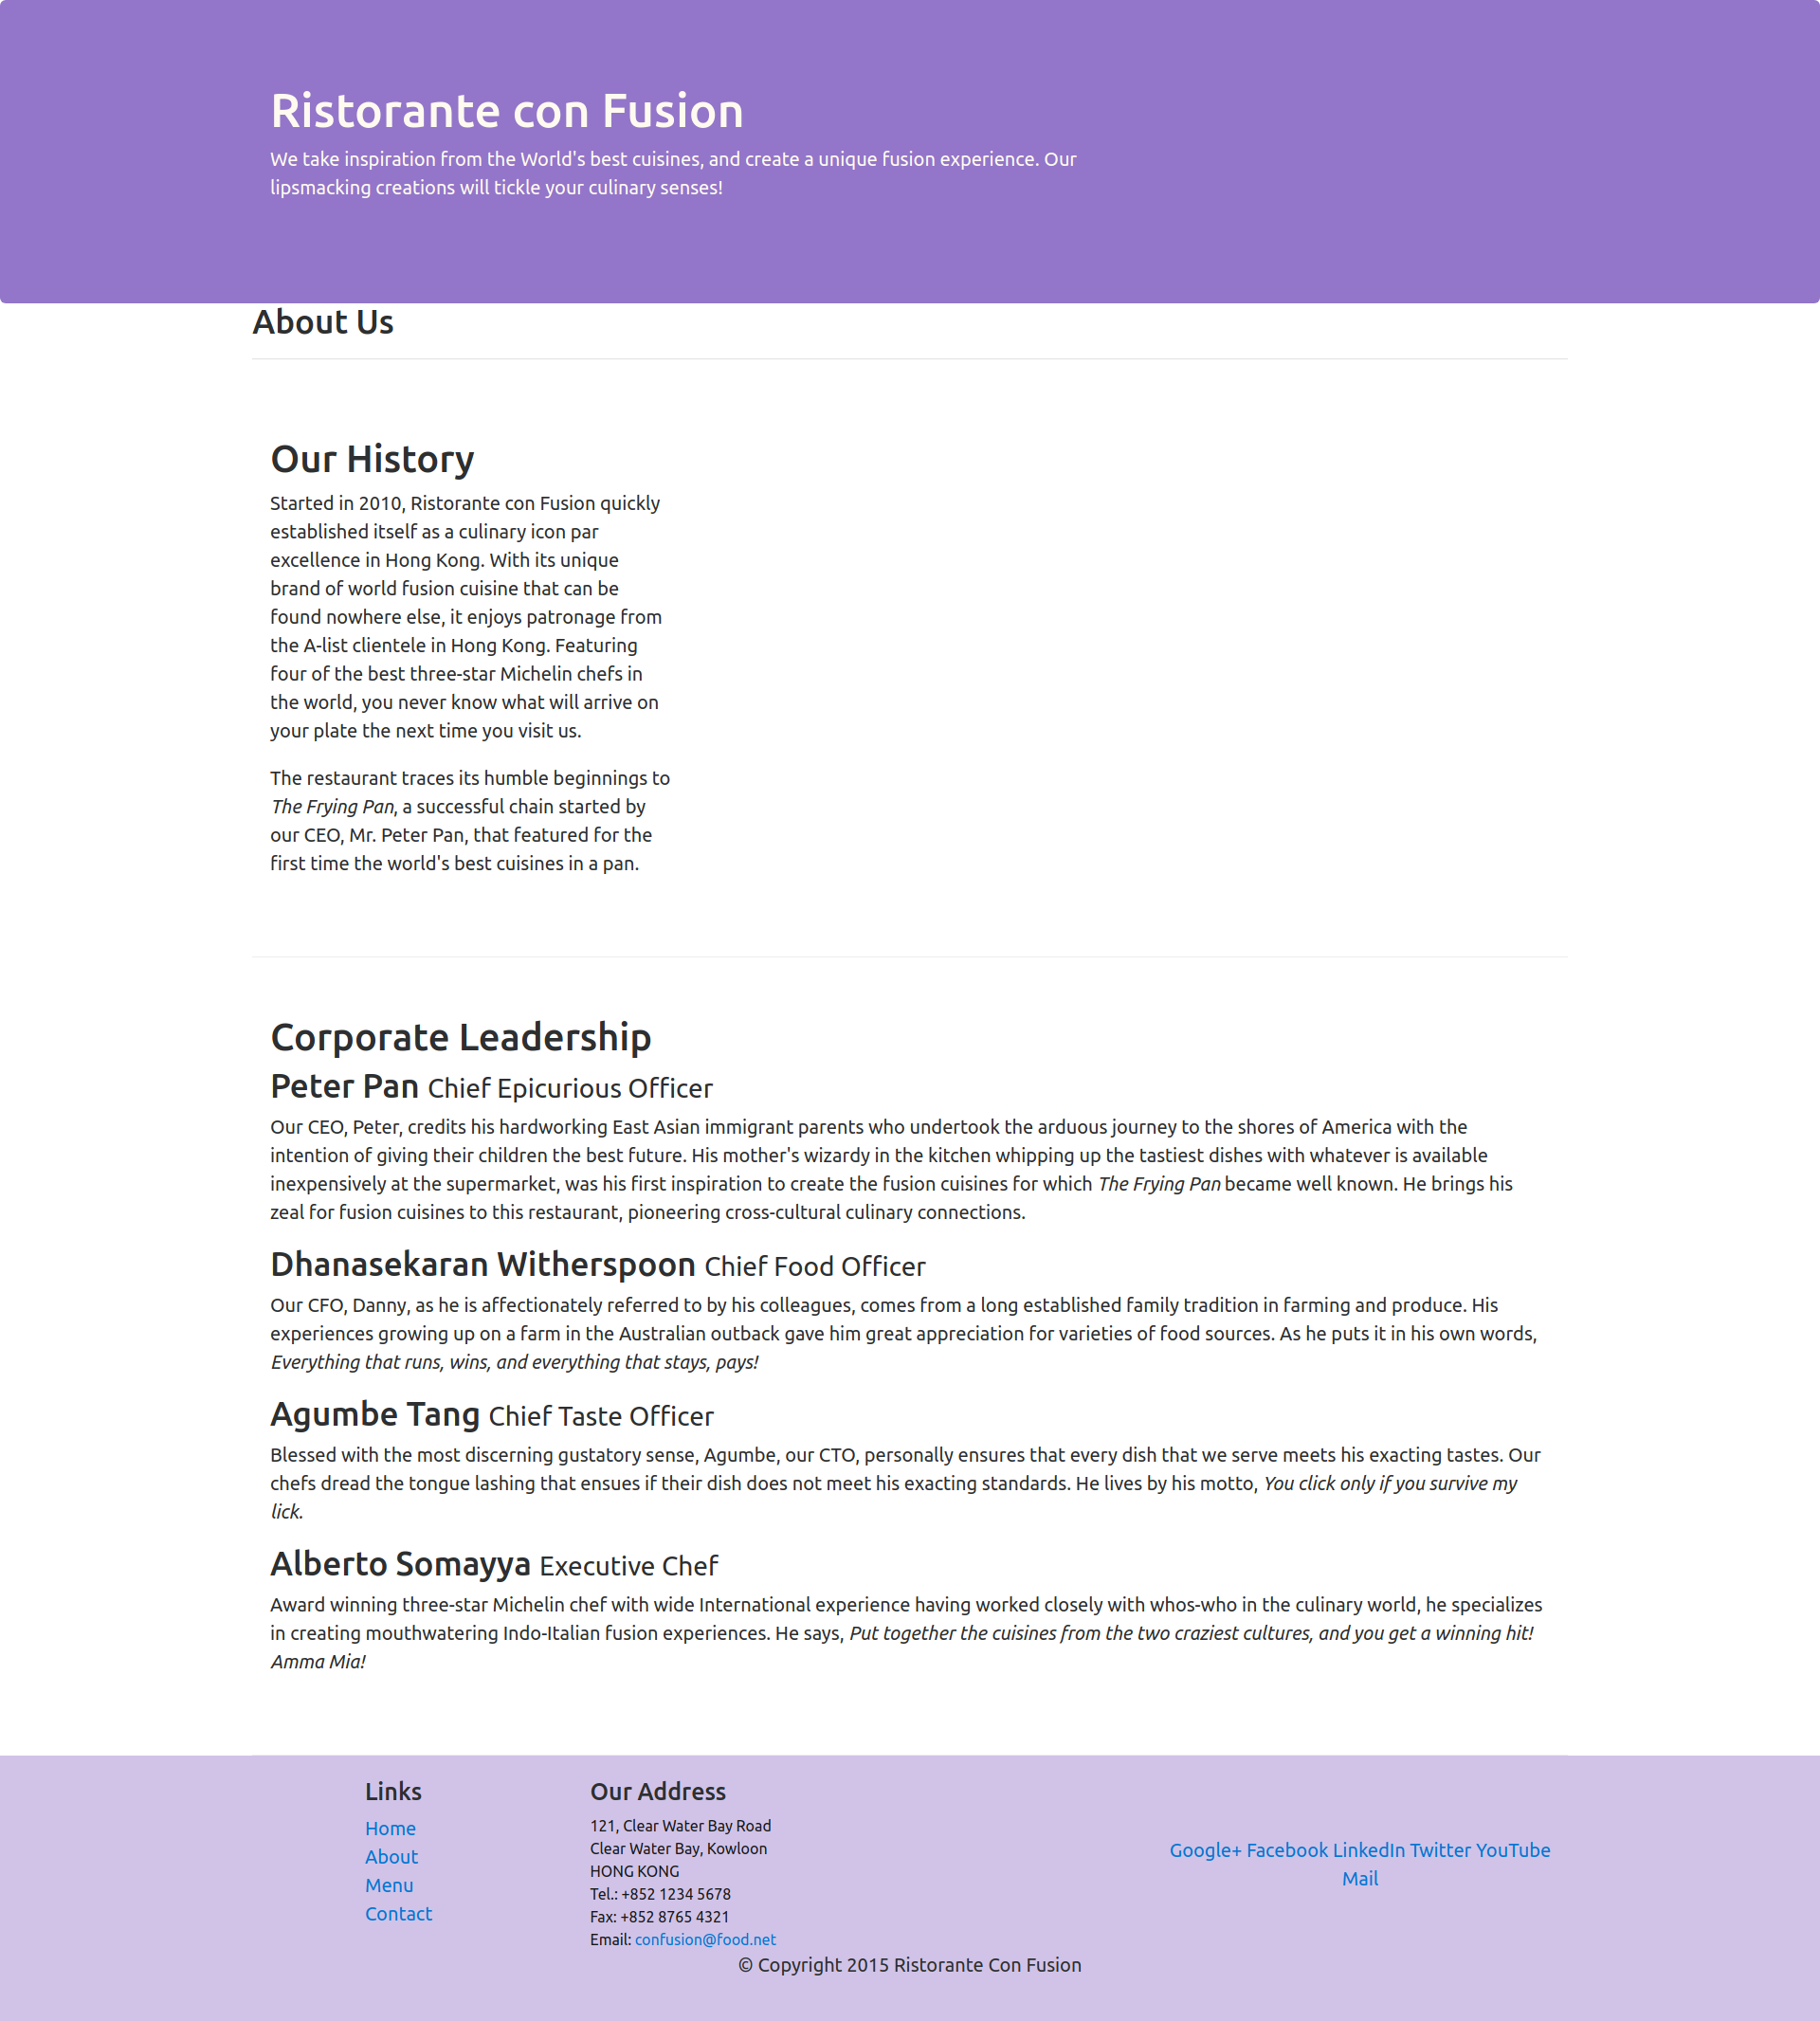 Ristorante con Fusion
We take inspiration from the World's best cuisines, and create a unique fusion experience. Our
lipsmacking creations will tickle your culinary senses!
About Us
Our History
Started in 2010, Ristorante con Fusion quickly
established itself as a culinary icon par
excellence in Hong Kong. With its unique
brand of world fusion cuisine that can be
found nowhere else, it enjoys patronage from
the A-list clientele in Hong Kong. Featuring
four of the best three-star Michelin chefs in
the world, you never know what will arrive on
your plate the next time you visit us.
The restaurant traces its humble beginnings to
The Frying Pan, a successful chain started by
our CEO, Mr. Peter Pan, that featured for the
first time the world's best cuisines in a pan.
Corporate Leadership
Peter Pan Chief Epicurious Officer
Our CEO, Peter, credits his hardworking East Asian immigrant parents who undertook the arduous journey to the shores of America with the
intention of giving their children the best future. His mother's wizardy in the kitchen whipping up the tastiest dishes with whatever is available
inexpensively at the supermarket, was his first inspiration to create the fusion cuisines for which The Frying Pan became well known. He brings his
zeal for fusion cuisines to this restaurant, pioneering cross-cultural culinary connections.
Dhanasekaran Witherspoon Chief Food Officer
Our CFO, Danny, as he is affectionately referred to by his colleagues, comes from a long established family tradition in farming and produce. His
experiences growing up on a farm in the Australian outback gave him great appreciation for varieties of food sources. As he puts it in his own words,
Everything that runs, wins, and everything that stays, pays!
Agumbe Tang Chief Taste Officer
Blessed with the most discerning gustatory sense, Agumbe, our CTO, personally ensures that every dish that we serve meets his exacting tastes. Our
chefs dread the tongue lashing that ensues if their dish does not meet his exacting standards. He lives by his motto, You click only if you survive my
lick.
Alberto Somayya Executive Chef
Award winning three-star Michelin chef with wide International experience having worked closely with whos-who in the culinary world, he specializes
in creating mouthwatering Indo-Italian fusion experiences. He says, Put together the cuisines from the two craziest cultures, and you get a winning hit!
Amma Mia!
Links
Home
About
Menu
Contact
Our Address
121, Clear Water Bay Road
Clear Water Bay, Kowloon
HONG KONG
Tel.: +852 1234 5678
Fax: +852 8765 4321
Email: confusion@food.net
Google+ Facebook LinkedIn Twitter YouTube
Mail
© Copyright 2015 Ristorante Con Fusion